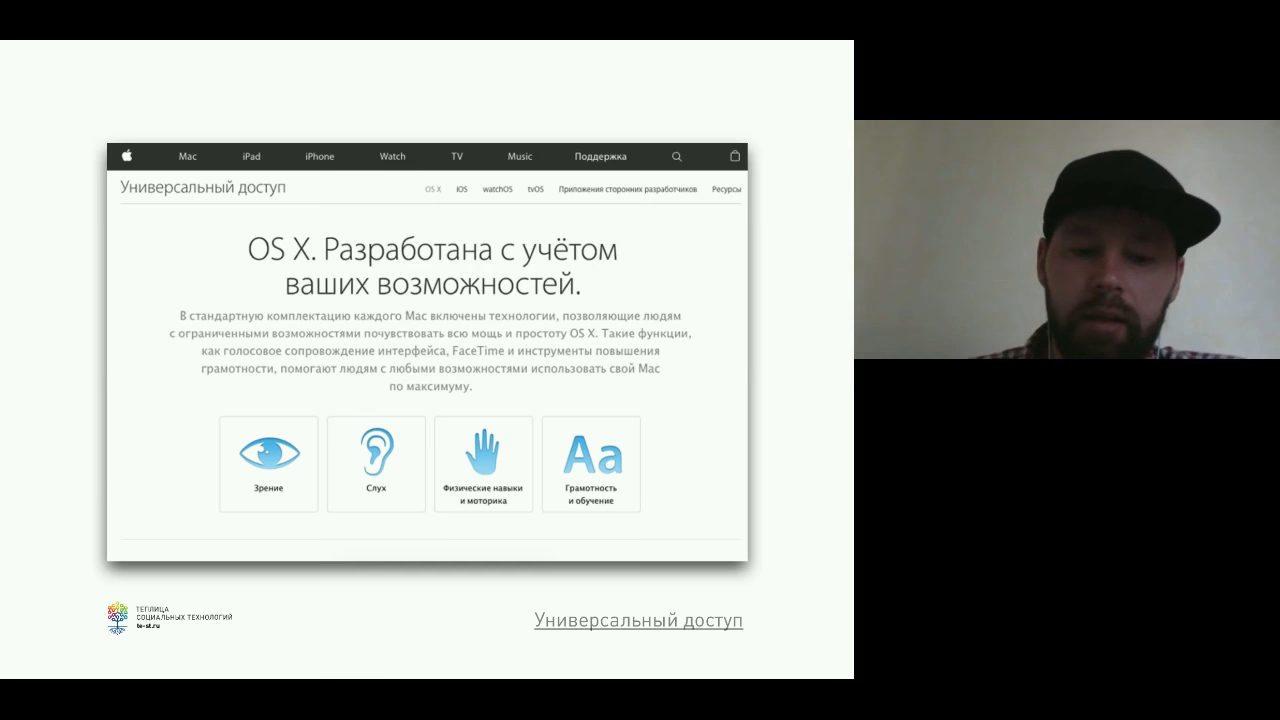 Mac iPad iPhone Watch TV Music Поддержка
Универсальный доступ
OS X iOS watchOS tvOS Приложения сторонних разработчиков Ресурсы
OS X. Разработана с учётом
ваших возможностей.
В стандартную комплектацию каждого Mac включены технологии, позволяющие людям
с ограниченными возможностями почувствовать всю мощь и простоту OS X. Такие функции,
как голосовое сопровождение интерфейса, FaceTime и инструменты повышения
грамотности, помогают людям с любыми возможностями использовать свой Mac
по максимуму.
Aa
Зрение
Слух
Физические навыки
и моторика
Грамотность
и обучение
ТЕПЛИЦА
СОЦИАЛЬНЫХ ТЕХНОЛОГИЙ
te-st.ru
Универсальный доступ